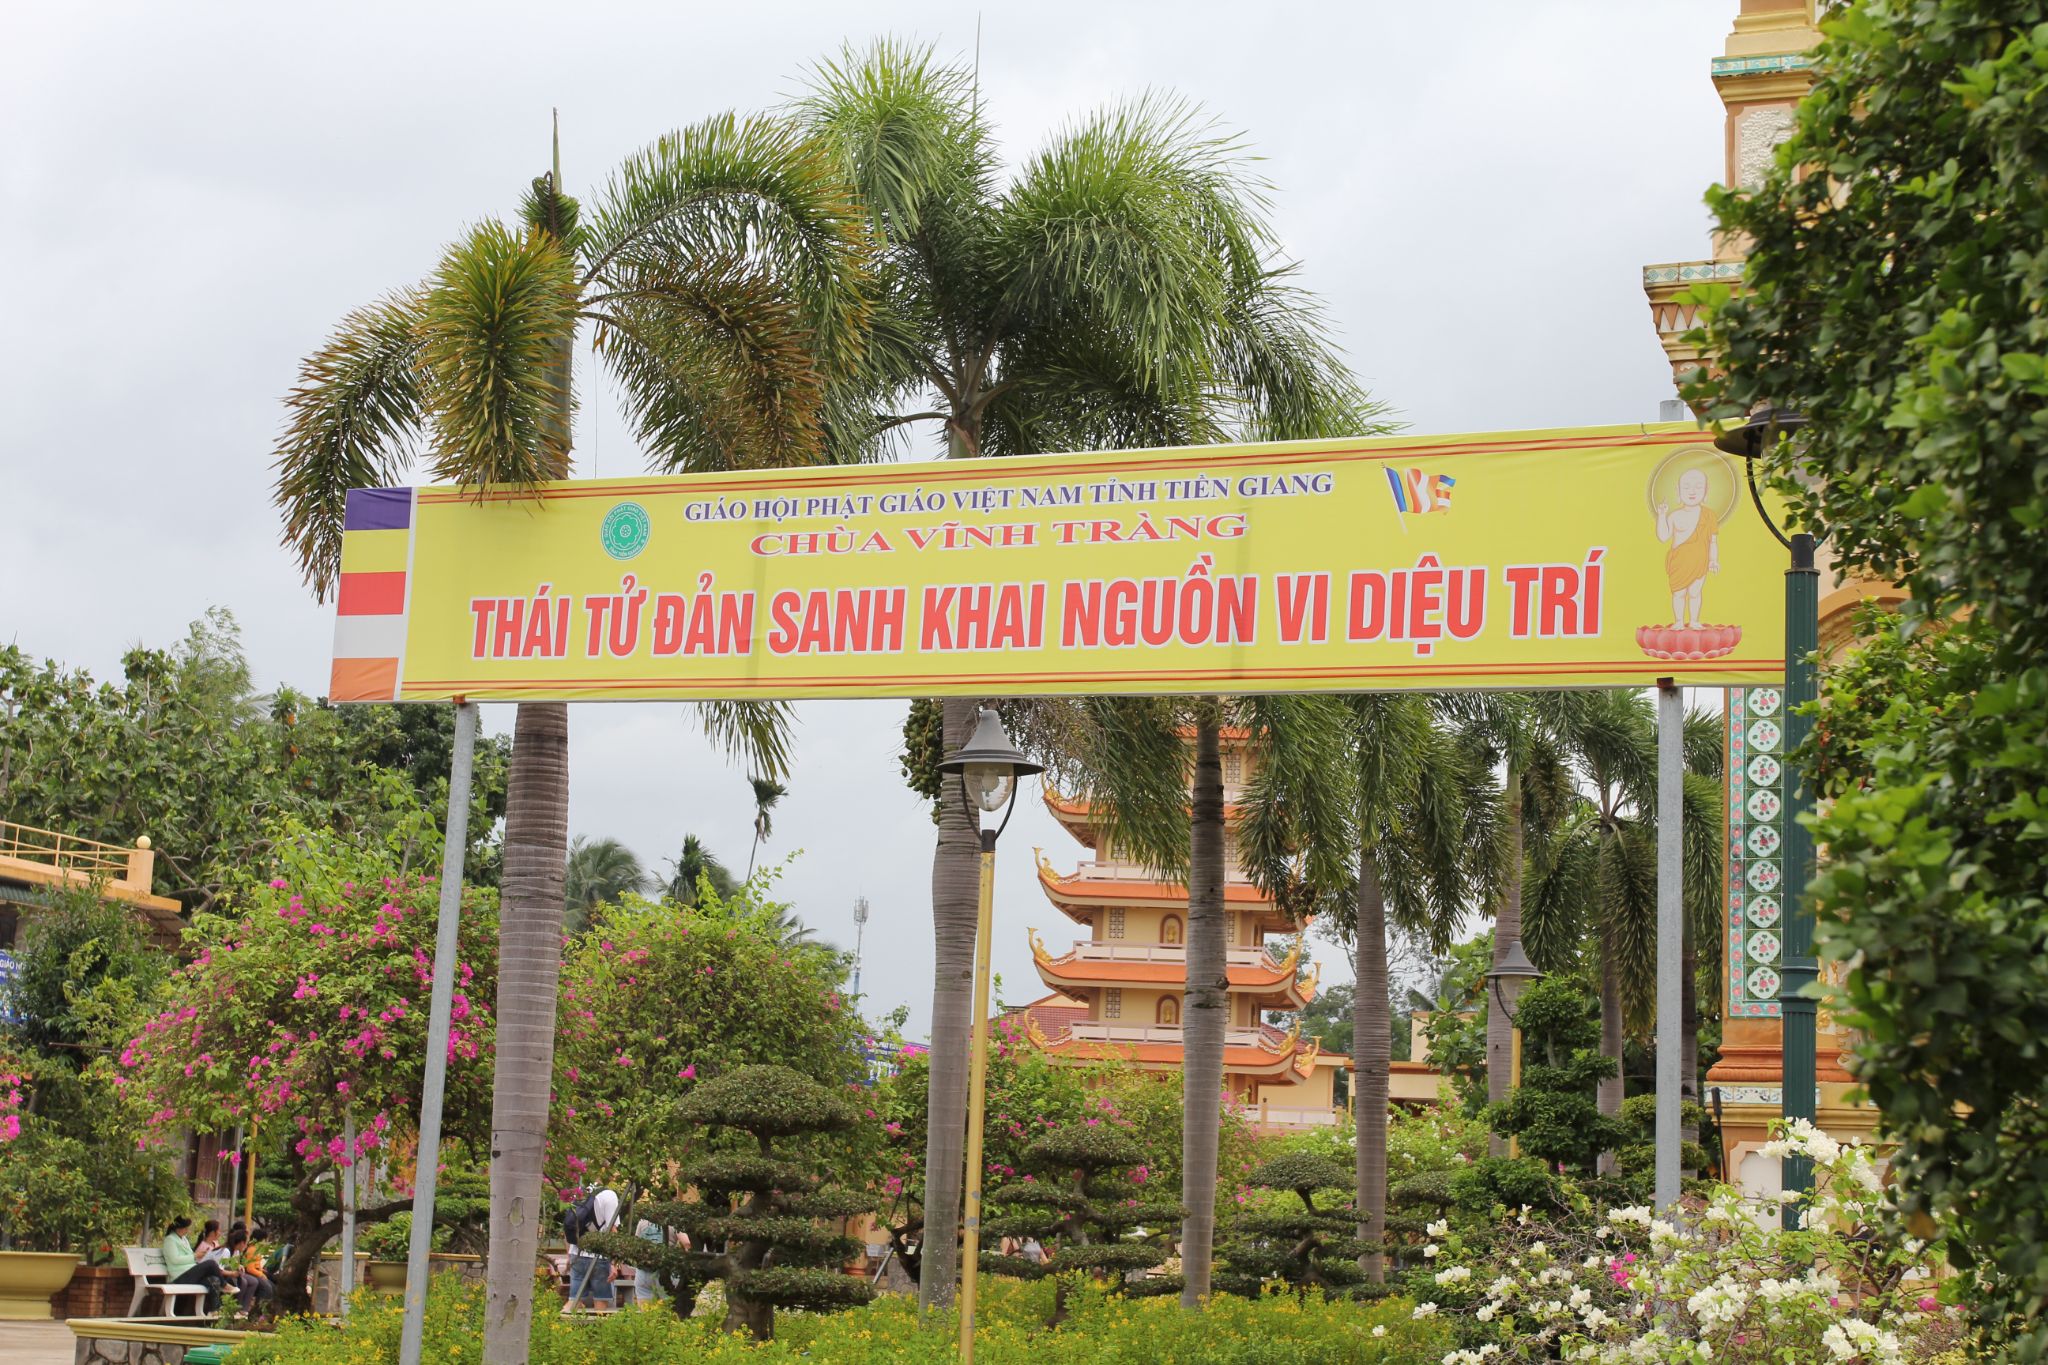 GIÁO HỘI PHẬT GIÁO VIỆT NAM TỈNH TIỀN GIANG
CHÙA VĨNH TRÀNG
THÁI TỬ ĐẢN SANH KHAI NGUỒN VI DIỆU TRÍ